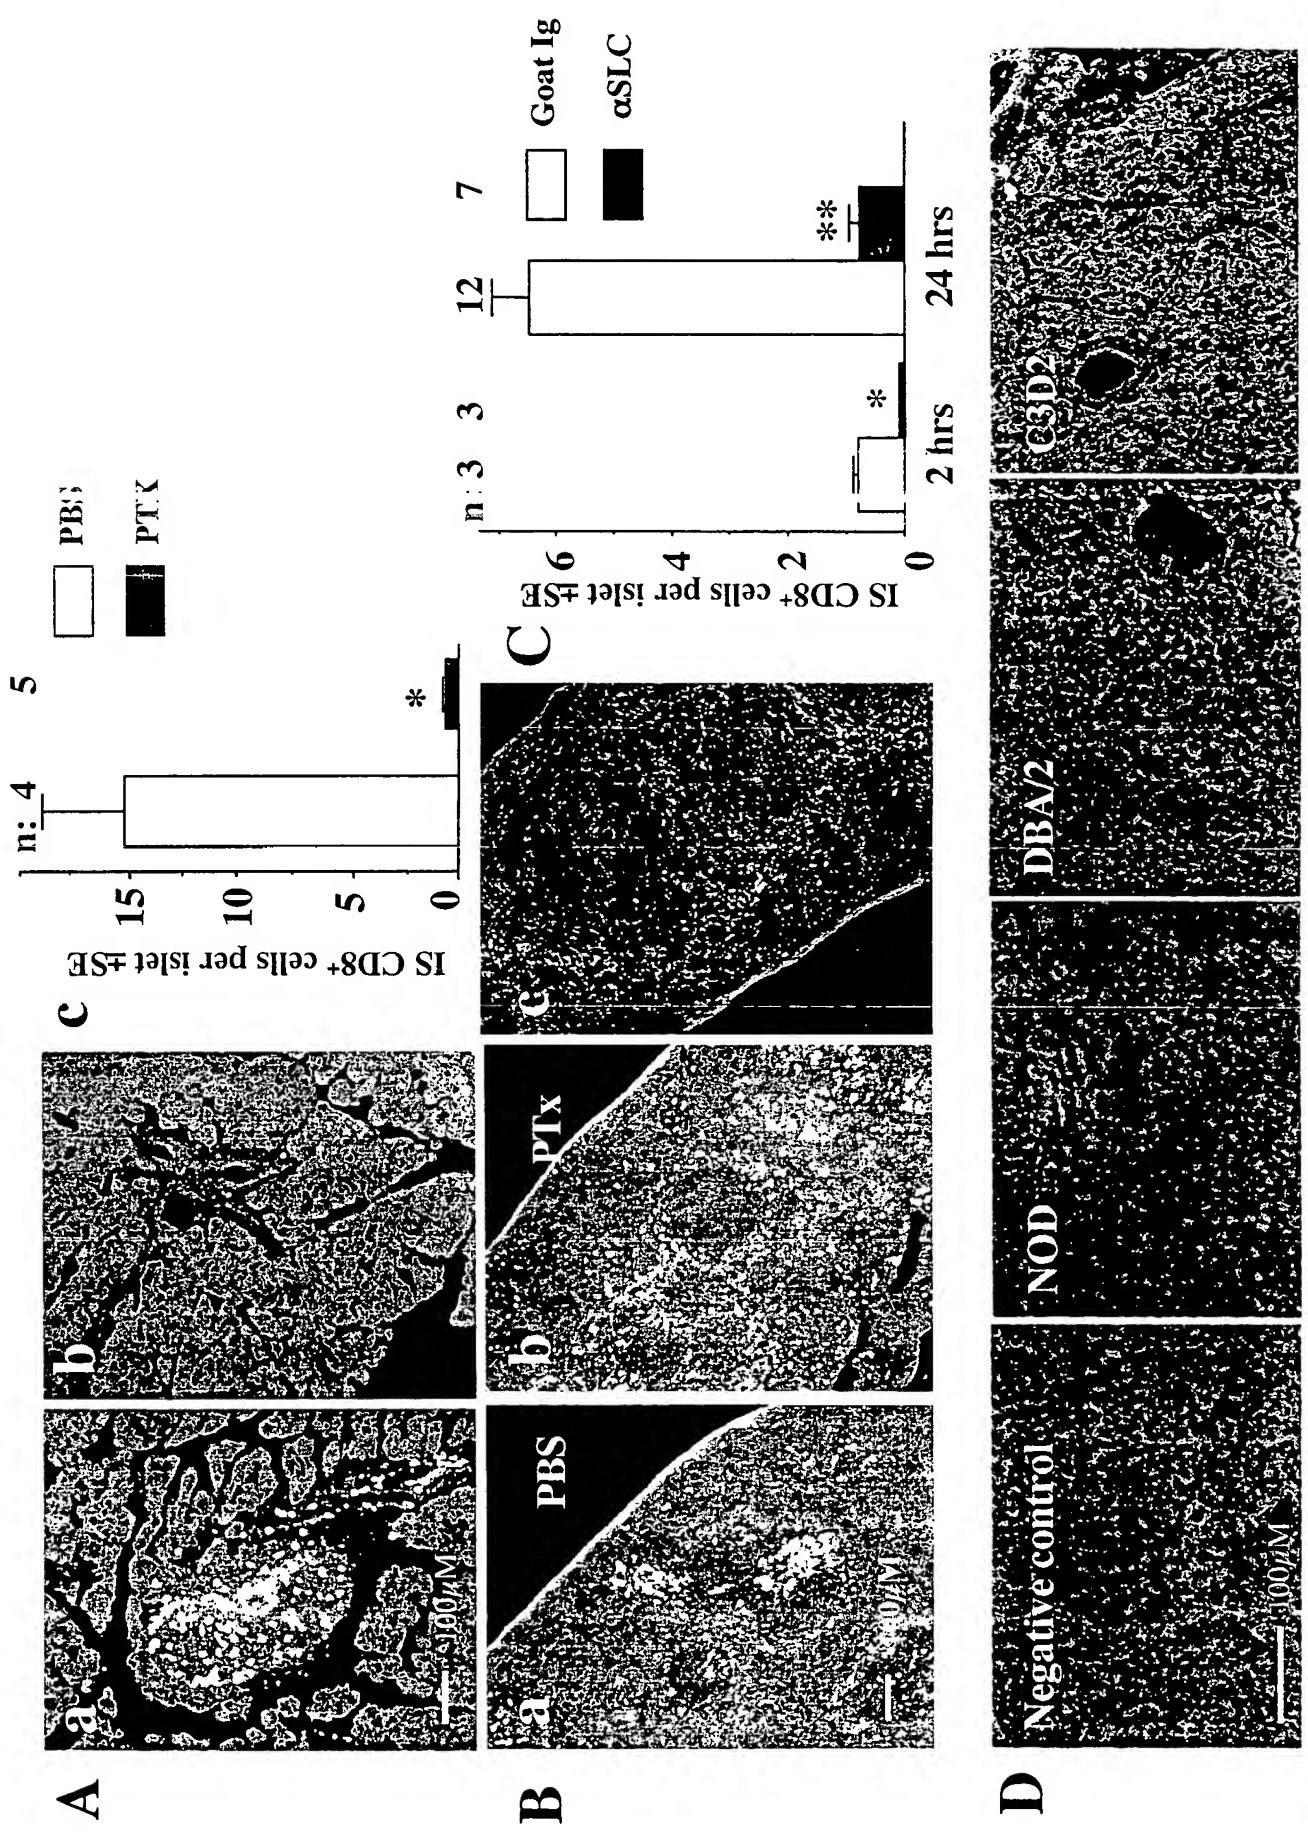 A
a
100μM
b
c
IS CD8+ cells per islet ±SE
15
10
5
0
n: 4 5
PBS
PTX
*
B
a
PBS
b
PTx
c
C
IS CD8+ cells per islet ±SE
6
4
2
0
n : 3 3 12 7
*
**
2 hrs 24 hrs
Goat Ig
αSLC
D
Negative control
100μM
NOD
DBA/2
C3D2